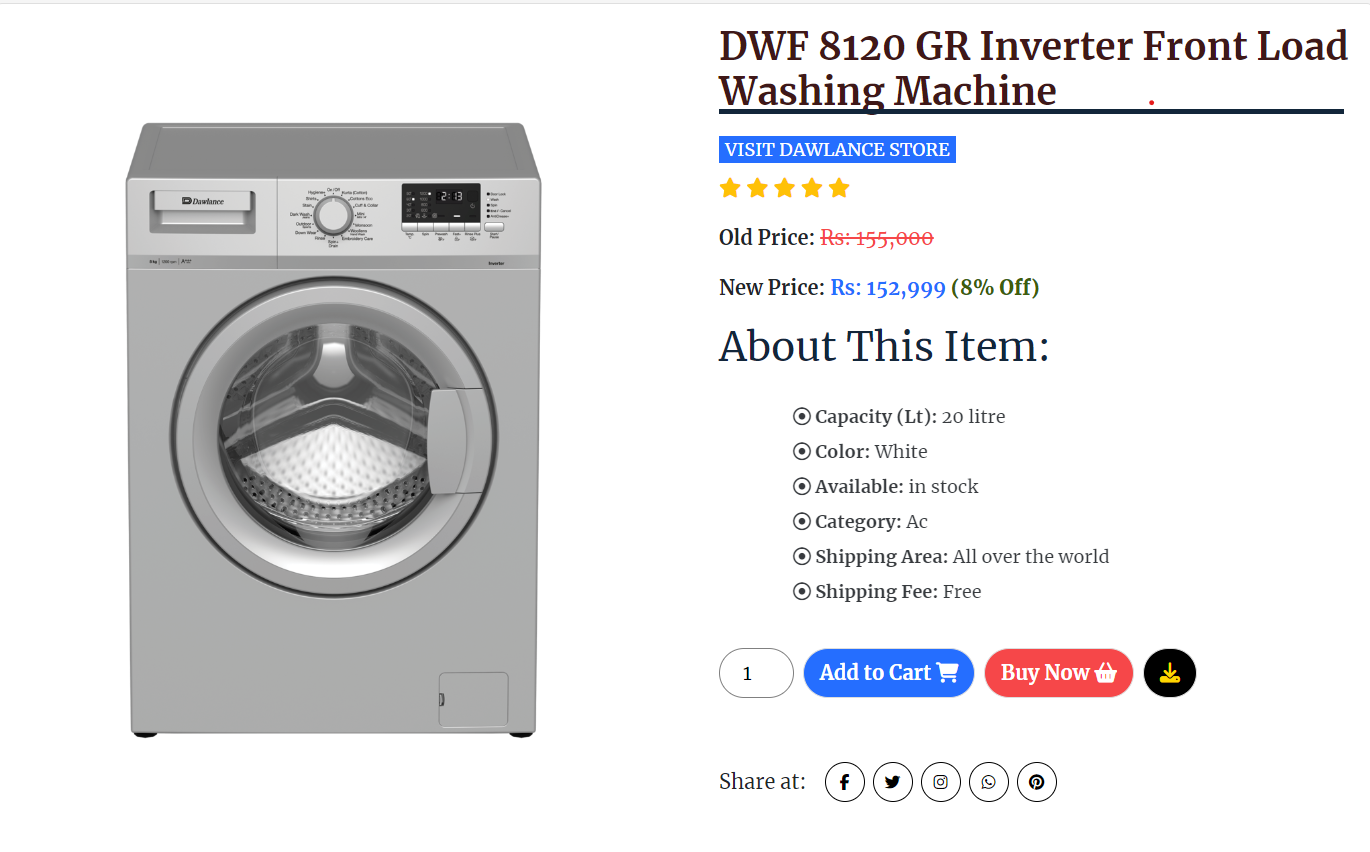 DWF 8120 GR Inverter Front Load
Washing Machine
VISIT DAWLANCE STORE
Old Price: Rs: 155,000
New Price: Rs: 152,999 (8% Off)
About This Item:
Capacity (Lt): 20 litre
Color: White
Available: in stock
Category: Ac
Shipping Area: All over the world
Shipping Fee: Free
1 Add to Cart Buy Now
Share at:
Dawlance
2:13
Inverter